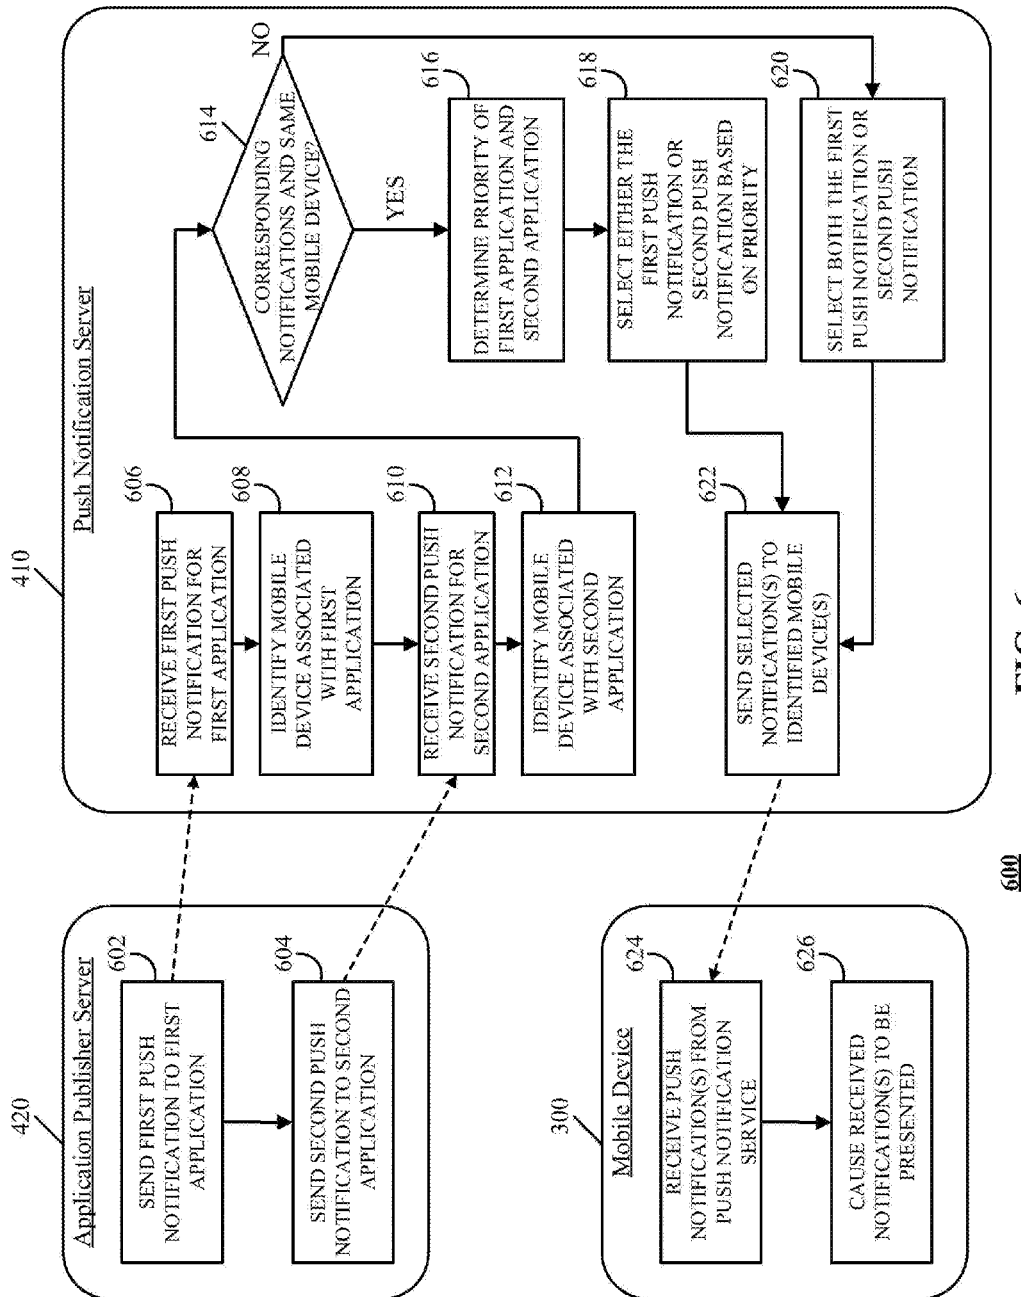 420
Application Publisher Server
602
SEND FIRST PUSH
NOTIFICATION TO FIRST
APPLICATION
604
SEND SECOND PUSH
NOTIFICATION TO SECOND
APPLICATION
410
Push Notification Server
606
RECEIVE FIRST PUSH
NOTIFICATION FOR
FIRST APPLICATION
608
IDENTIFY MOBILE
DEVICE ASSOCIATED
WITH FIRST
APPLICATION
610
RECEIVE SECOND PUSH
NOTIFICATION FOR
SECOND APPLICATION
612
IDENTIFY MOBILE
DEVICE ASSOCIATED
WITH SECOND
APPLICATION
614
CORRESPONDING
NOTIFICATIONS AND SAME
MOBILE DEVICE?
NO
YES
616
DETERMINE PRIORITY OF
FIRST APPLICATION AND
SECOND APPLICATION
618
SELECT EITHER THE
FIRST PUSH
NOTIFICATION OR
SECOND PUSH
NOTIFICATION BASED
ON PRIORITY
620
SELECT BOTH THE FIRST
PUSH NOTIFICATION OR
SECOND PUSH
NOTIFICATION
622
SEND SELECTED
NOTIFICATION(S) TO
IDENTIFIED MOBILE
DEVICE(S)
300
Mobile Device
624
RECEIVE PUSH
NOTIFICATION(S) FROM
PUSH NOTIFICATION
SERVICE
626
CAUSE RECEIVED
NOTIFICATION(S) TO BE
PRESENTED
600